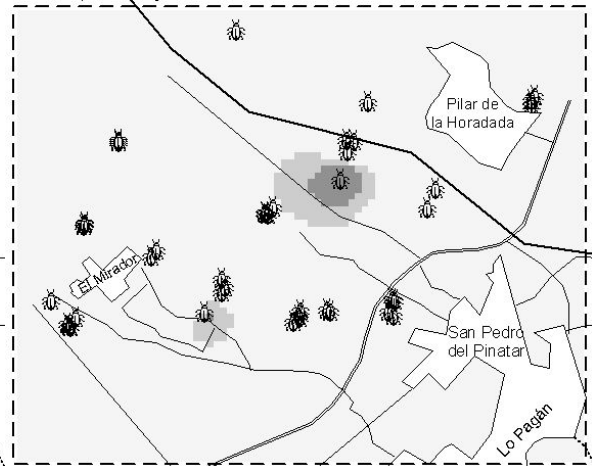 Pilar de
la Horadada
El Mirador
San Pedro
del Pinatar
Lo Pagán